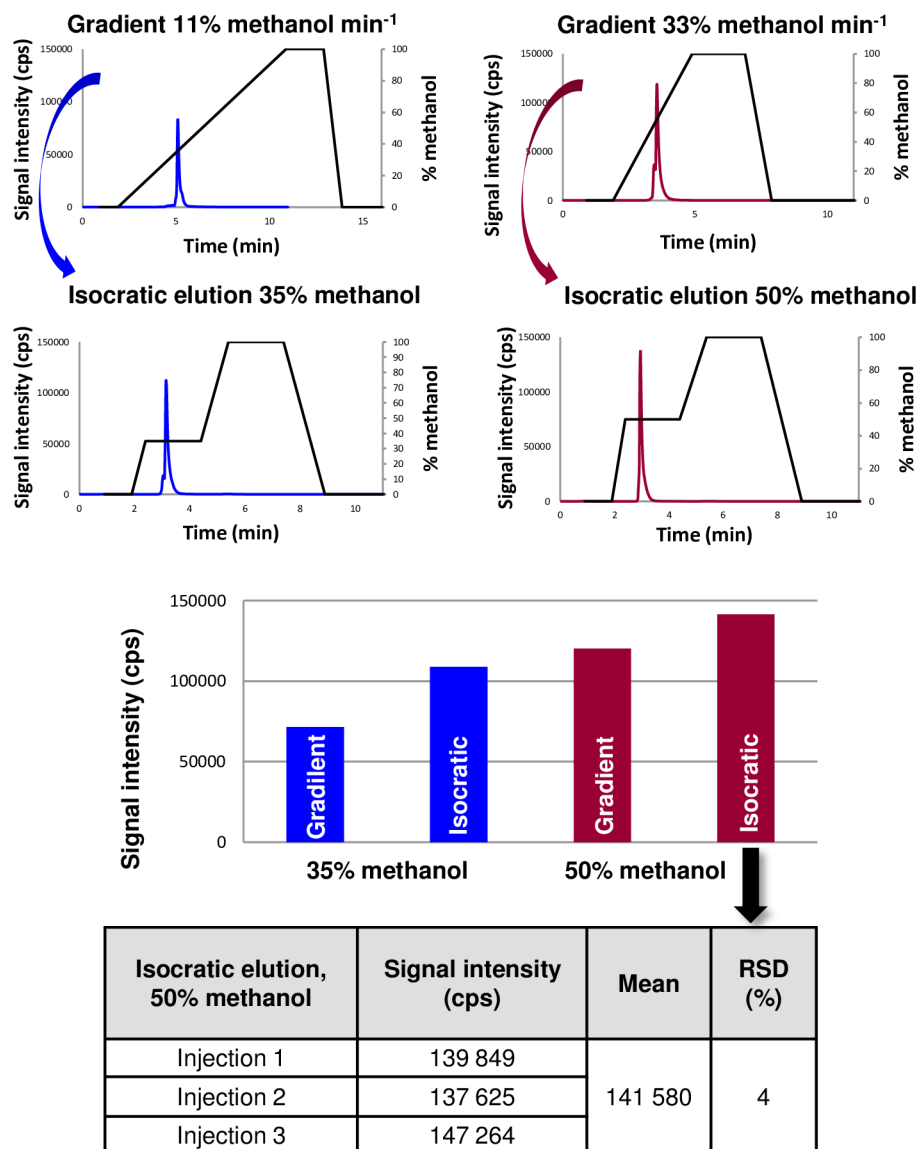 Gradient 11% methanol min-1
Signal intensity (cps)
150000
100000
50000
0
100
80
60
40
20
0
% methanol
0 5 10 15
Time (min)
Gradient 33% methanol min-1
Signal intensity (cps)
150000
100000
50000
0
100
80
60
40
20
0
% methanol
0 5 10
Time (min)
Isocratic elution 35% methanol
Signal intensity (cps)
150000
100000
50000
0
100
90
80
70
60
50
40
30
20
10
0
% methanol
0 2 4 6 8 10
Time (min)
Isocratic elution 50% methanol
Signal intensity (cps)
150000
100000
50000
0
100
80
60
40
20
0
% methanol
0 2 4 6 8 10
Time (min)
Signal intensity (cps)
150000
100000
50000
0
Gradilent
Isocratic
Gradient
Isocratic
35% methanol
50% methanol
Isocratic elution, 50% methanol
Signal intensity (cps)
Mean
RSD (%)
Injection 1 139 849
Injection 2 137 625 141 580 4
Injection 3 147 264